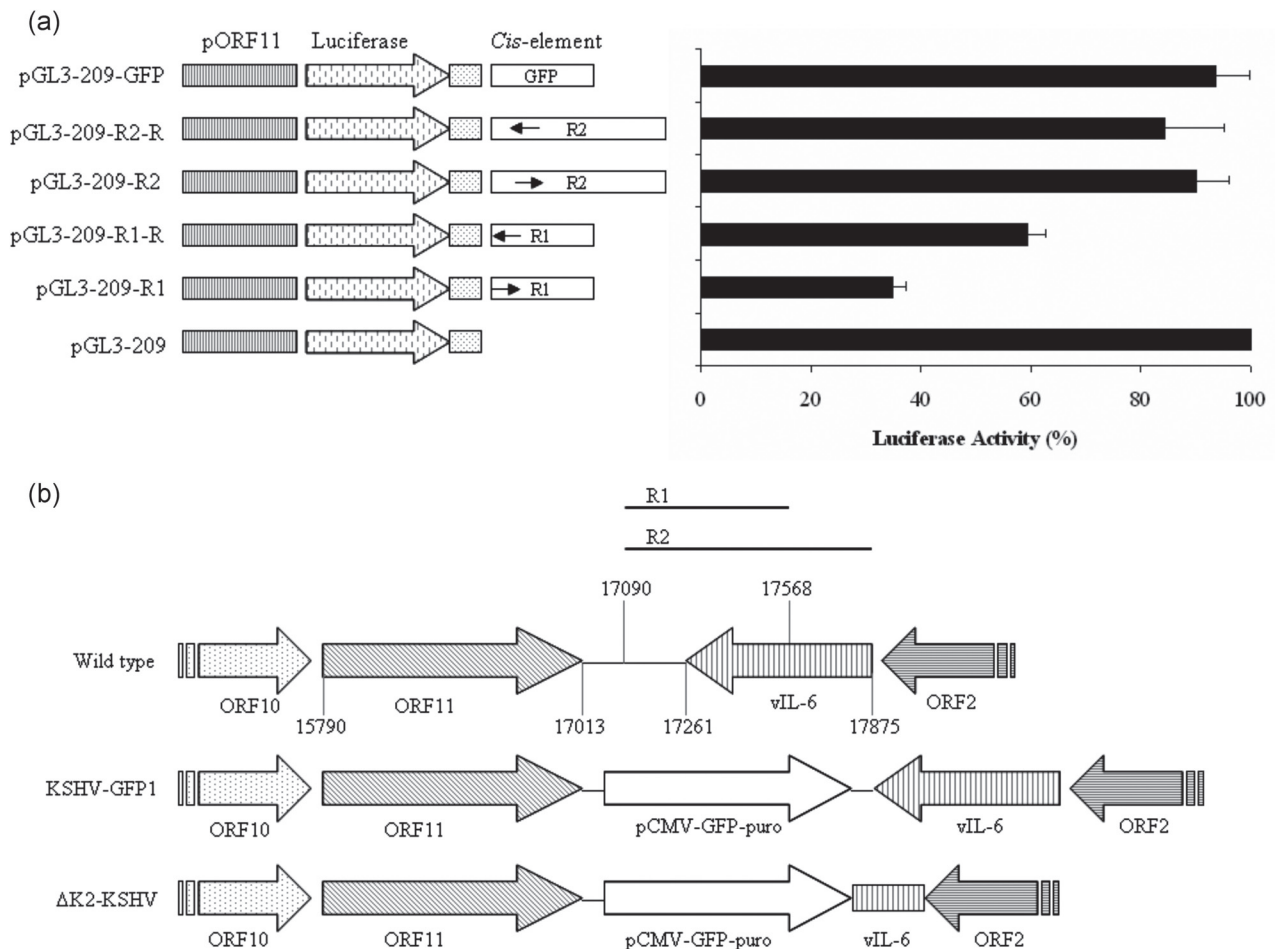 (a)
pORF11 Luciferase Cis-element
pGL3-209-GFP GFP
pGL3-209-R2-R R2
pGL3-209-R2 R2
pGL3-209-R1-R R1
pGL3-209-R1 R1
pGL3-209
0 20 40 60 80 100
Luciferase Activity (%)
(b)
R1
R2
17090 17568
Wild type
ORF10 ORF11 vIL-6 ORF2
15790 17013 17261 17875
KSHV-GFP1
ORF10 ORF11 pCMV-GFP-puro vIL-6 ORF2
ΔK2-KSHV
ORF10 ORF11 pCMV-GFP-puro vIL-6 ORF2